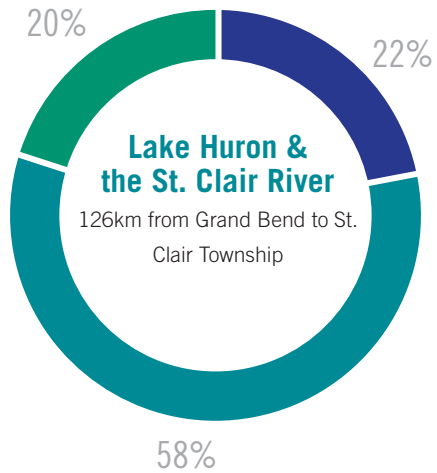 20%
22%
Lake Huron &
the St. Clair River
126km from Grand Bend to St.
Clair Township
58%